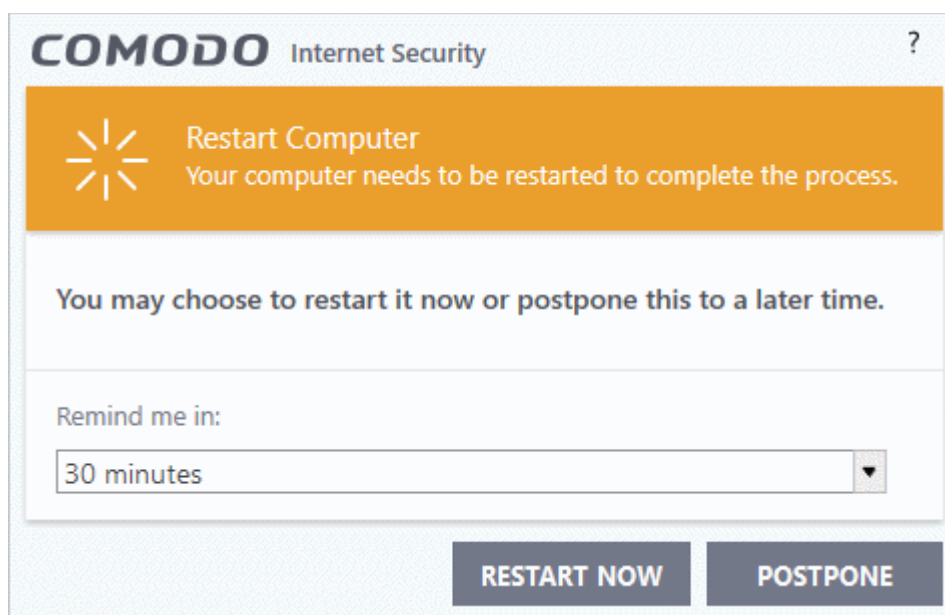 COMODO Internet Security ?
Restart Computer
Your computer needs to be restarted to complete the process.
You may choose to restart it now or postpone this to a later time.
Remind me in:
30 minutes
RESTART NOW POSTPONE